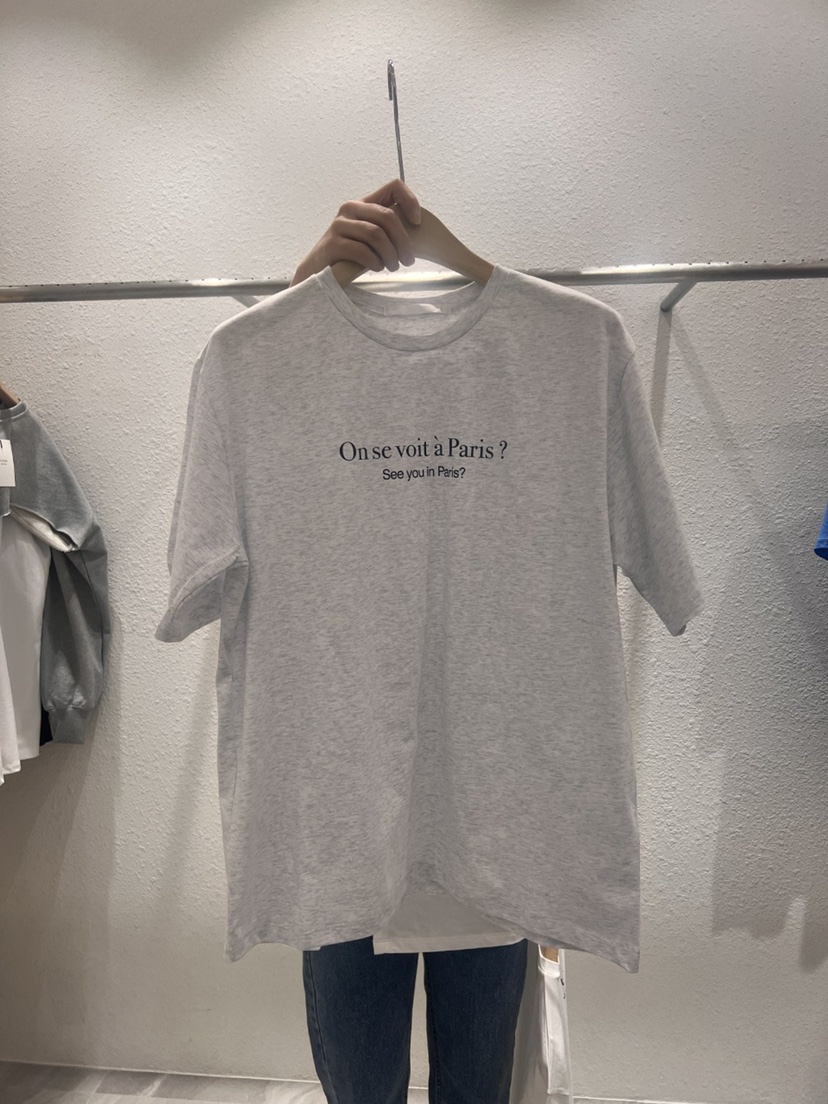 On se voit à Paris ?
See you in Paris?